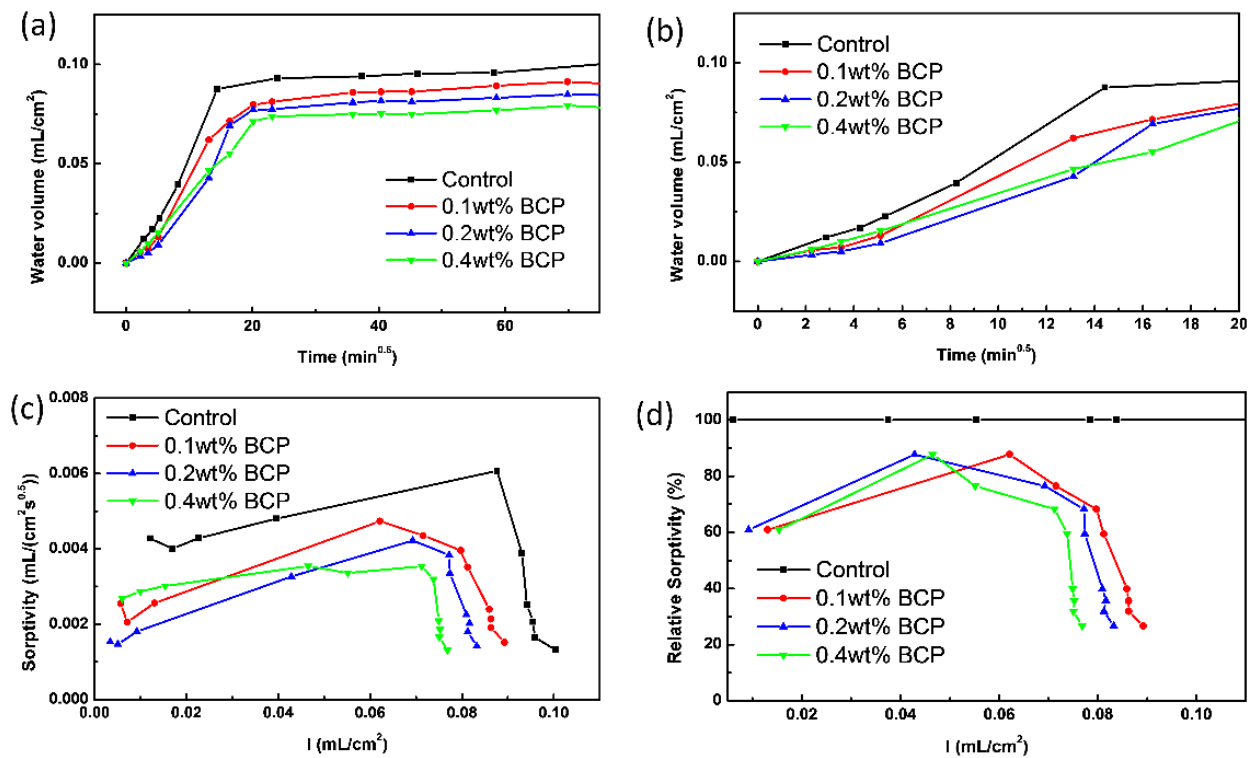 (a)
0.10
0.05
0.00
Water volume (mL/cm²)
Control
0.1wt% BCP
0.2wt% BCP
0.4wt% BCP
0 20 40 60
Time (min^0.5)
(b)
0.10
0.05
0.00
Water volume (mL/cm²)
Control
0.1wt% BCP
0.2wt% BCP
0.4wt% BCP
0 2 4 6 8 10 12 14 16 18 20
Time (min^0.5)
(c)
0.008
0.006
0.004
0.002
0.000
Sorptivity (mL/(cm²s^0.5))
Control
0.1wt% BCP
0.2wt% BCP
0.4wt% BCP
0.00 0.02 0.04 0.06 0.08 0.10
I (mL/cm²)
(d)
100
80
60
40
20
0
Relative Sorptivity (%)
Control
0.1wt% BCP
0.2wt% BCP
0.4wt% BCP
0.02 0.04 0.06 0.08 0.10
I (mL/cm²)